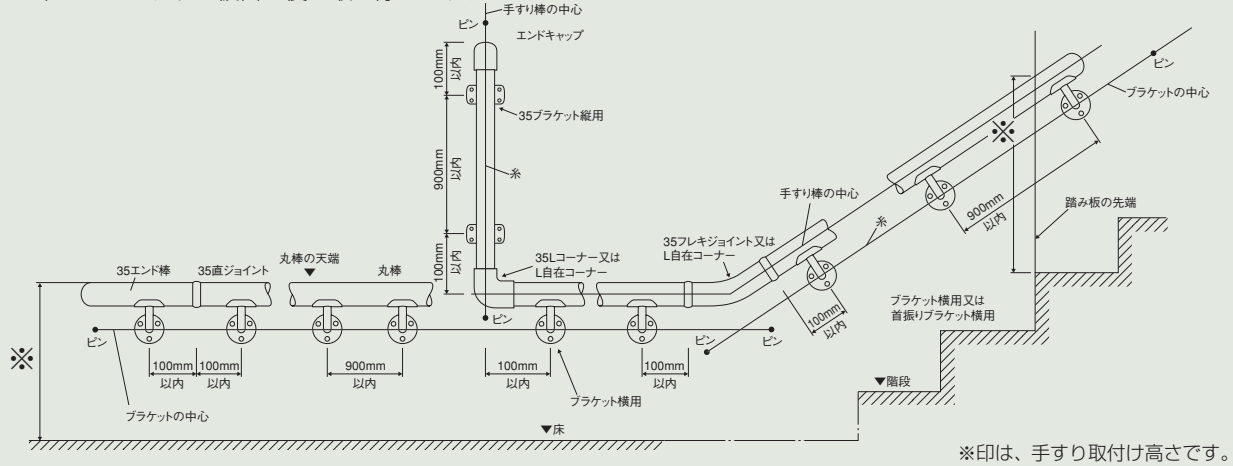 手すり棒の中心
ピン
エンドキャップ
100mm
以内
35ブラケット縦用
900mm
以内
糸
100mm
以内
35Lコーナー又は
L自在コーナー
35エンド棒
35直ジョイント
丸棒の天端
▼
丸棒
ピン
※
100mm
以内
100mm
以内
900mm
以内
ブラケットの中心
ピン
100mm
以内
ブラケット横用
100mm
以内
35フレキジョイント又は
L自在コーナー
手すり棒の中心
ピン
ピン
100mm
以内
糸
ピン
ブラケットの中心
※
900mm
以内
踏み板の先端
ブラケット横用又は
首振りブラケット横用
▼階段
▼床
※印は、手すり取付け高さです。